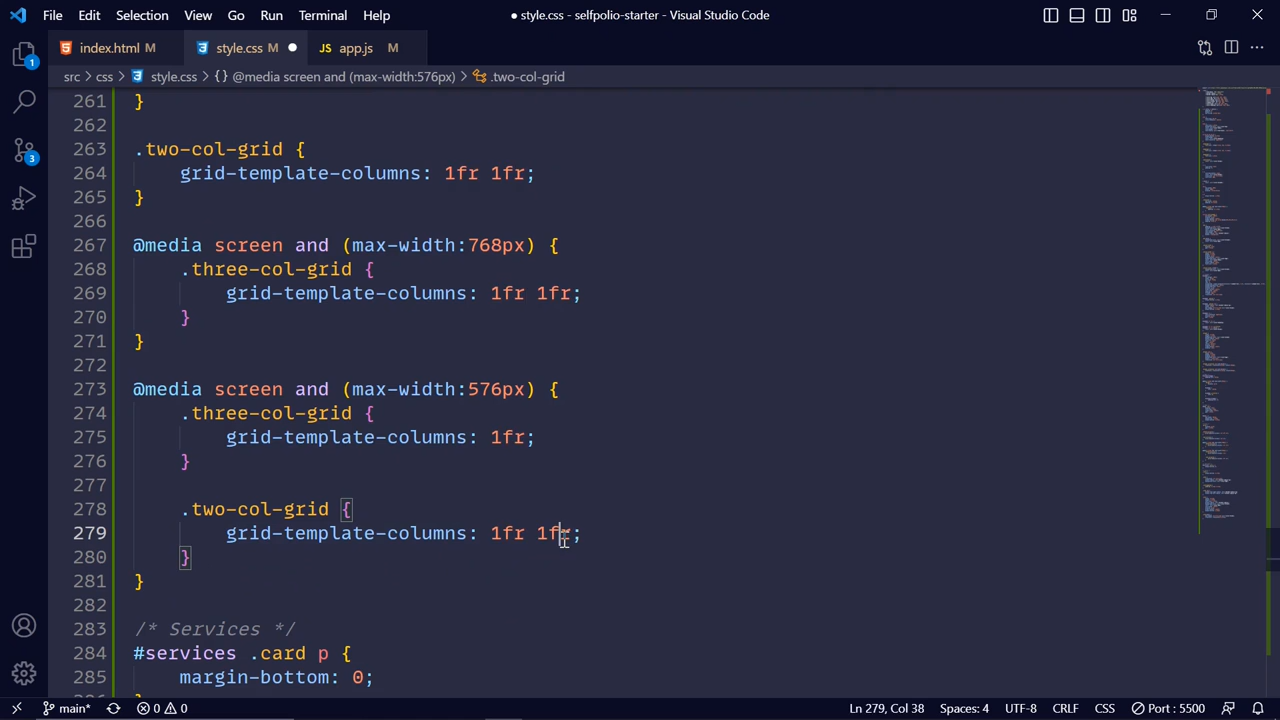 File Edit Selection View Go Run Terminal Help ● style.css - selfpolio-starter - Visual Studio Code
index.html M style.css ● JS app.js M
src > css > style.css > {} @media screen and (max-width:576px) > .two-col-grid
261 }
262
263 .two-col-grid {
264 grid-template-columns: 1fr 1fr;
265 }
266
267 @media screen and (max-width:768px) {
268 .three-col-grid {
269 grid-template-columns: 1fr 1fr;
270 }
271 }
272
273 @media screen and (max-width:576px) {
274 .three-col-grid {
275 grid-template-columns: 1fr;
276 }
277
278 .two-col-grid {
279 grid-template-columns: 1fr 1fr;
280 }
281 }
282
283 /* Services */
284 #services .card p {
285 margin-bottom: 0;
1
3
main* 0 0 Ln 279, Col 38 Spaces: 4 UTF-8 CRLF CSS Port : 5500